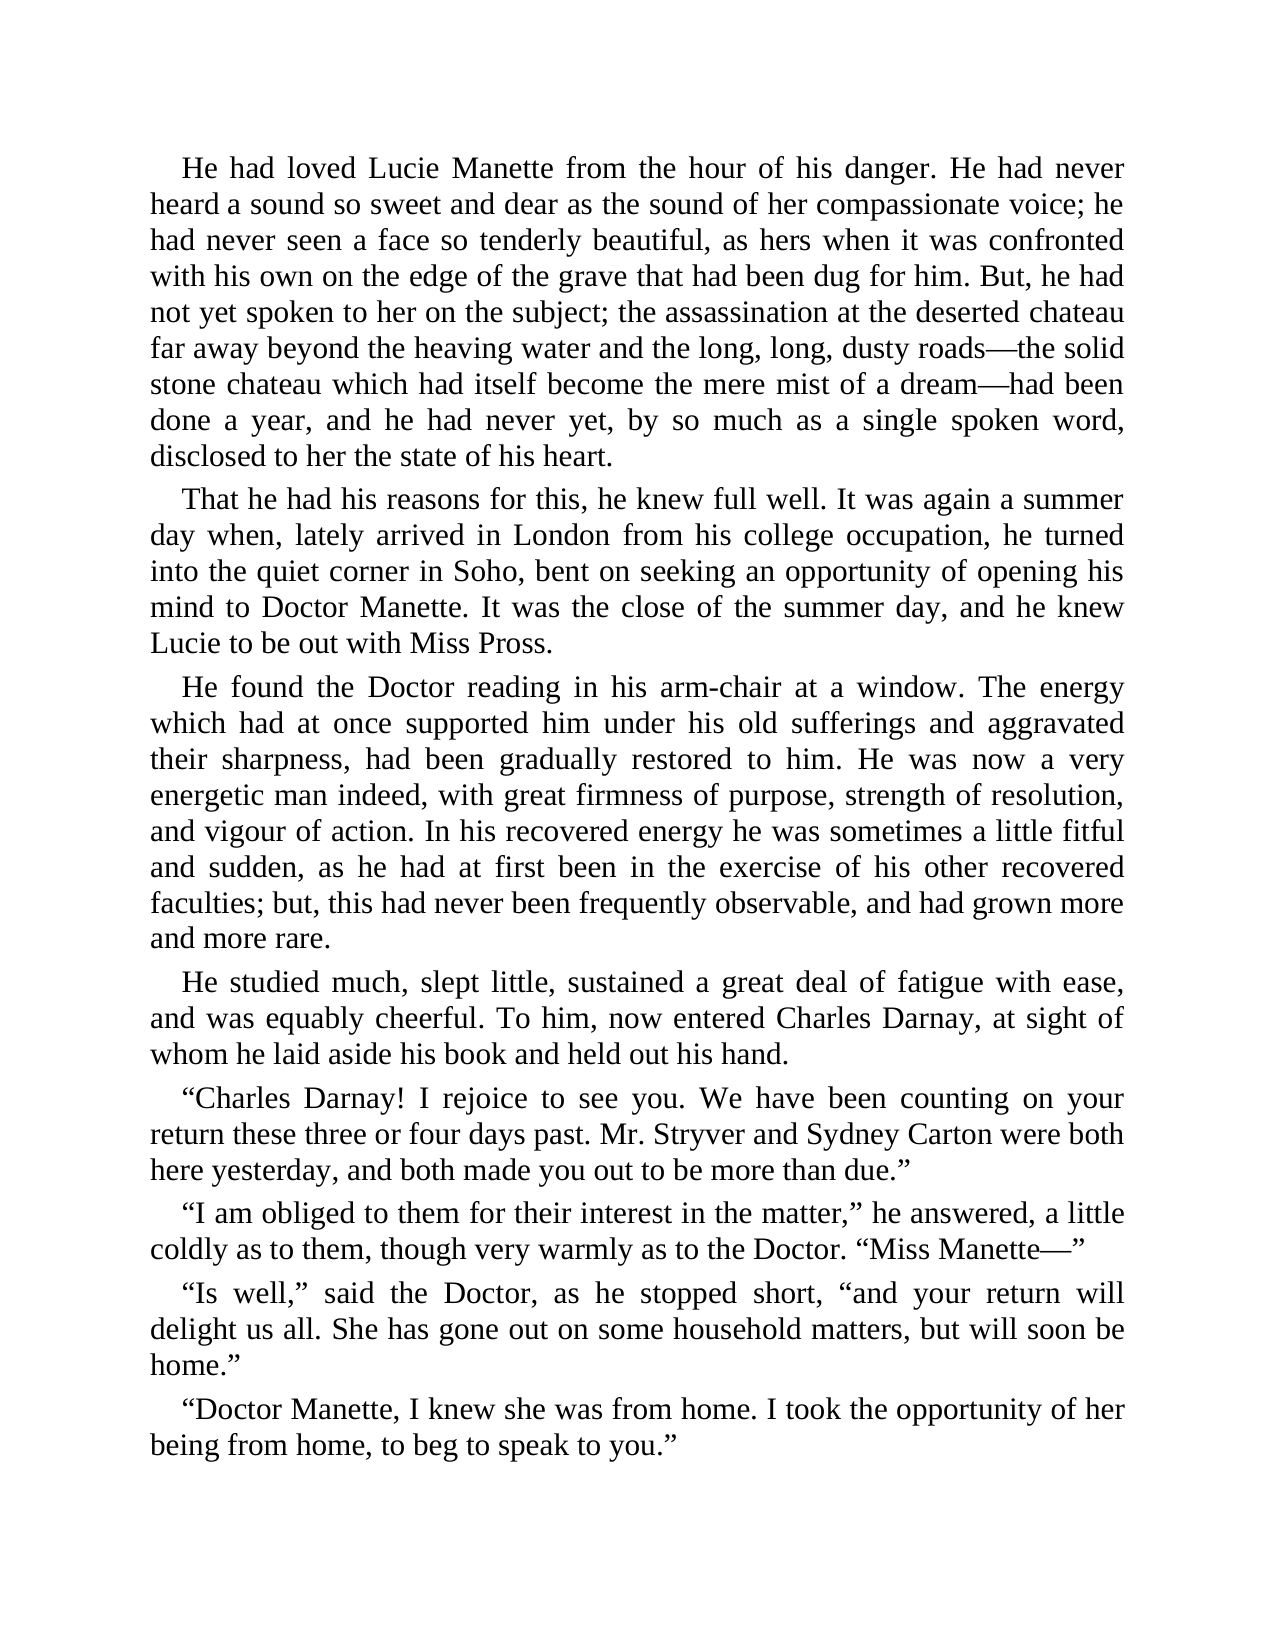 He had loved Lucie Manette from the hour of his danger. He had never
heard a sound so sweet and dear as the sound of her compassionate voice; he
had never seen a face so tenderly beautiful, as hers when it was confronted
with his own on the edge of the grave that had been dug for him. But, he had
not yet spoken to her on the subject; the assassination at the deserted chateau
far away beyond the heaving water and the long, long, dusty roads—the solid
stone chateau which had itself become the mere mist of a dream—had been
done a year, and he had never yet, by so much as a single spoken word,
disclosed to her the state of his heart.
That he had his reasons for this, he knew full well. It was again a summer
day when, lately arrived in London from his college occupation, he turned
into the quiet corner in Soho, bent on seeking an opportunity of opening his
mind to Doctor Manette. It was the close of the summer day, and he knew
Lucie to be out with Miss Pross.
He found the Doctor reading in his arm-chair at a window. The energy
which had at once supported him under his old sufferings and aggravated
their sharpness, had been gradually restored to him. He was now a very
energetic man indeed, with great firmness of purpose, strength of resolution,
and vigour of action. In his recovered energy he was sometimes a little fitful
and sudden, as he had at first been in the exercise of his other recovered
faculties; but, this had never been frequently observable, and had grown more
and more rare.
He studied much, slept little, sustained a great deal of fatigue with ease,
and was equably cheerful. To him, now entered Charles Darnay, at sight of
whom he laid aside his book and held out his hand.
“Charles Darnay! I rejoice to see you. We have been counting on your
return these three or four days past. Mr. Stryver and Sydney Carton were both
here yesterday, and both made you out to be more than due.”
“I am obliged to them for their interest in the matter,” he answered, a little
coldly as to them, though very warmly as to the Doctor. “Miss Manette—”
“Is well,” said the Doctor, as he stopped short, “and your return will
delight us all. She has gone out on some household matters, but will soon be
home.”
“Doctor Manette, I knew she was from home. I took the opportunity of her
being from home, to beg to speak to you.”